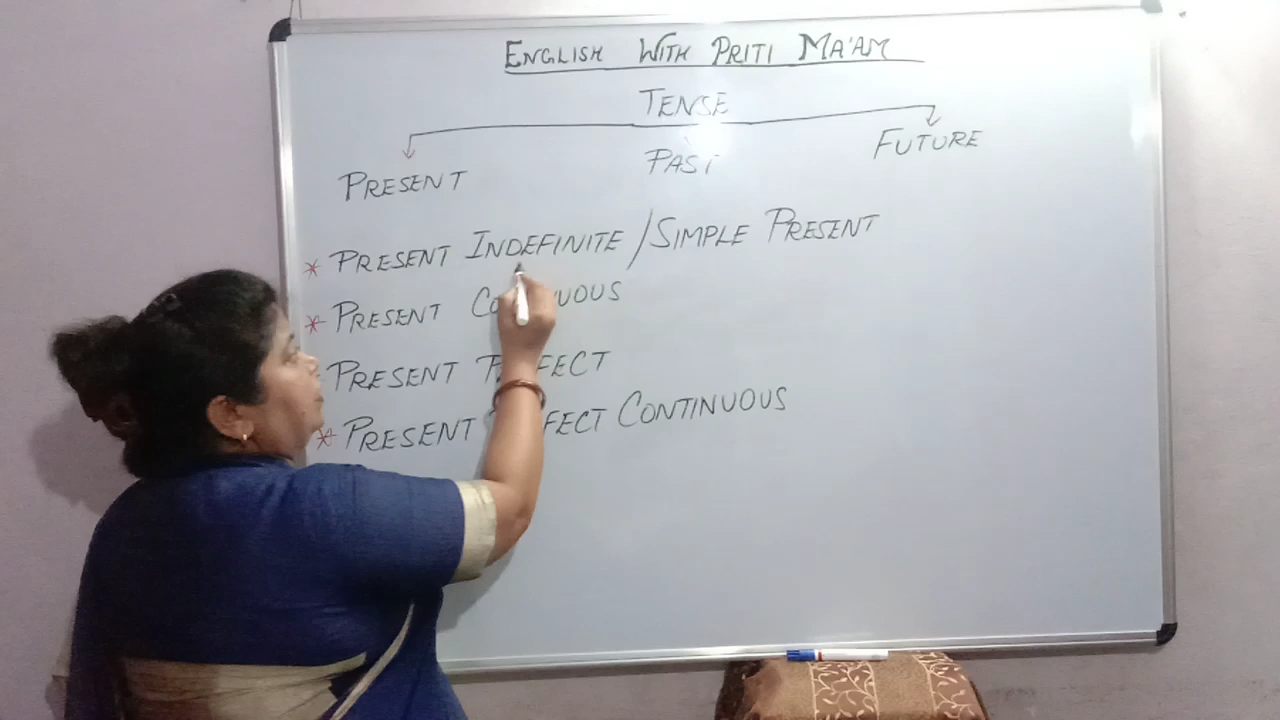 ENGLISH WITH PRITI MA'AM
TENSE
PRESENT PAST FUTURE
* PRESENT INDEFINITE / SIMPLE PRESENT
* PRESENT
PRESENT
* PRESENT CONTINUOUS